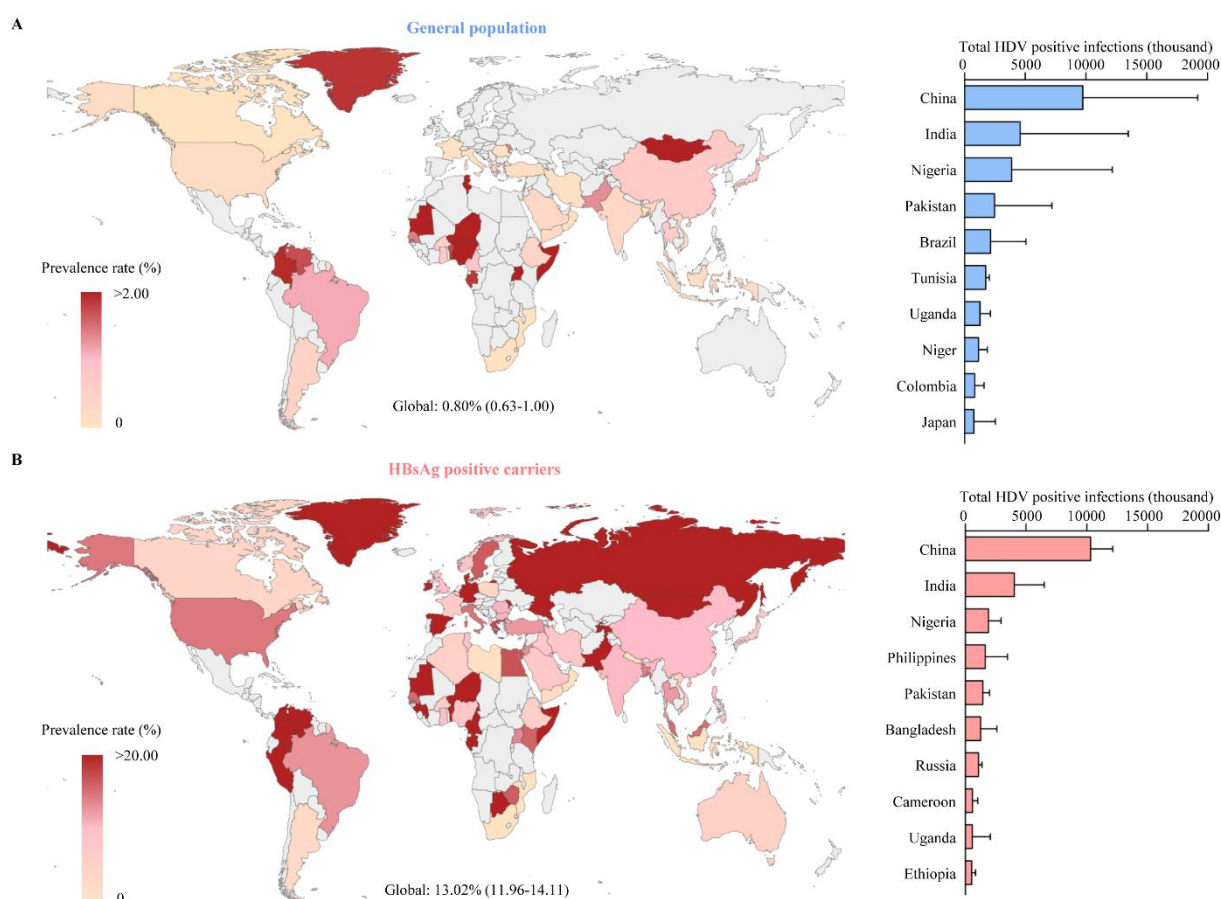 A
General population
Total HDV positive infections (thousand)
0 5000 10000 15000 20000
China
India
Nigeria
Pakistan
Brazil
Tunisia
Uganda
Niger
Colombia
Japan
Prevalence rate (%)
>2.00
0
Global: 0.80% (0.63-1.00)
B
HBsAg positive carriers
Total HDV positive infections (thousand)
0 5000 10000 15000 20000
China
India
Nigeria
Philippines
Pakistan
Bangladesh
Russia
Cameroon
Uganda
Ethiopia
Prevalence rate (%)
>20.00
0
Global: 13.02% (11.96-14.11)